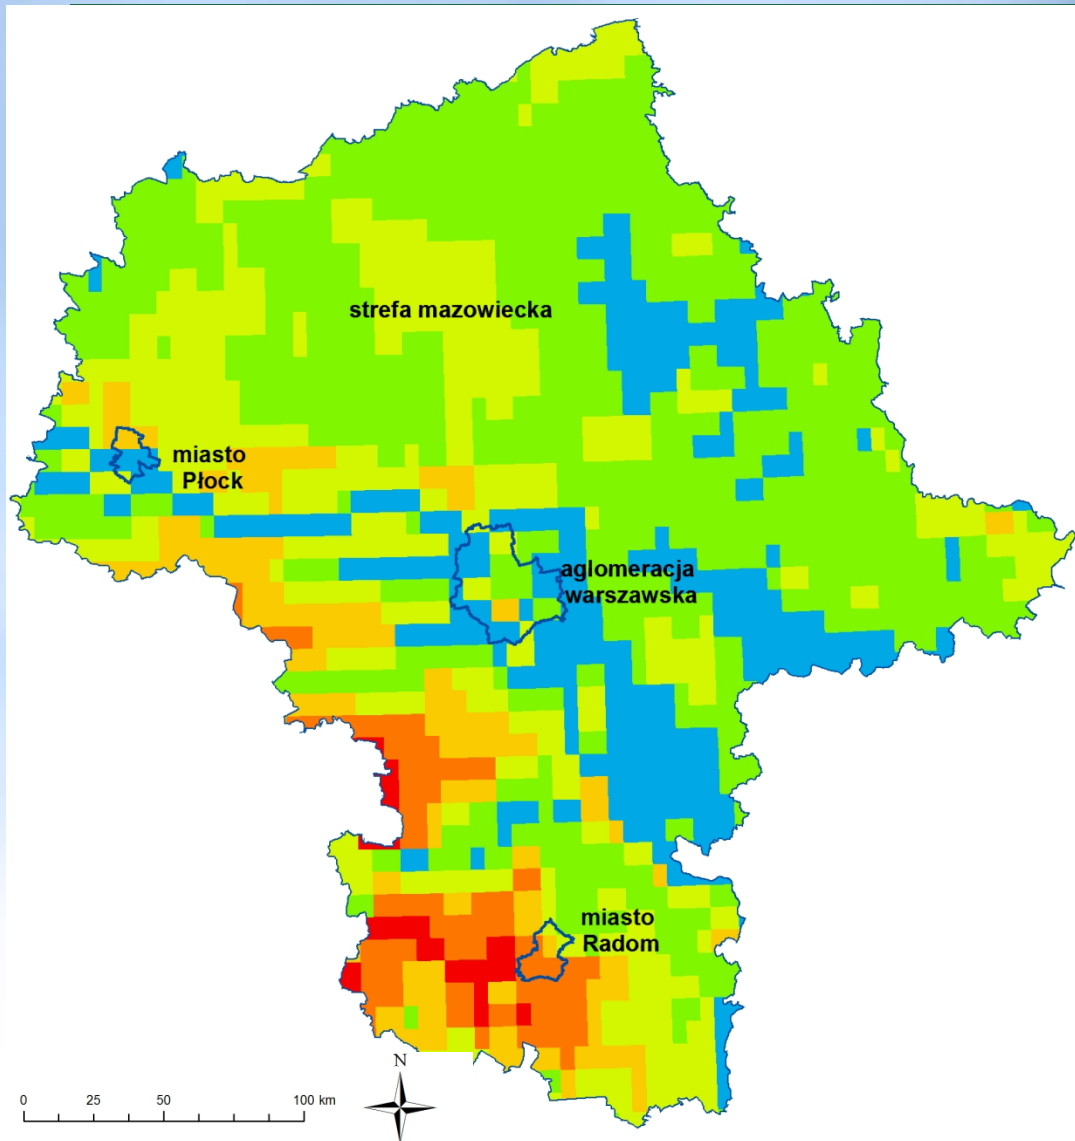 strefa mazowiecka
miasto
Płock
aglomeracja
warszawska
miasto
Radom
N
0 25 50 100 km